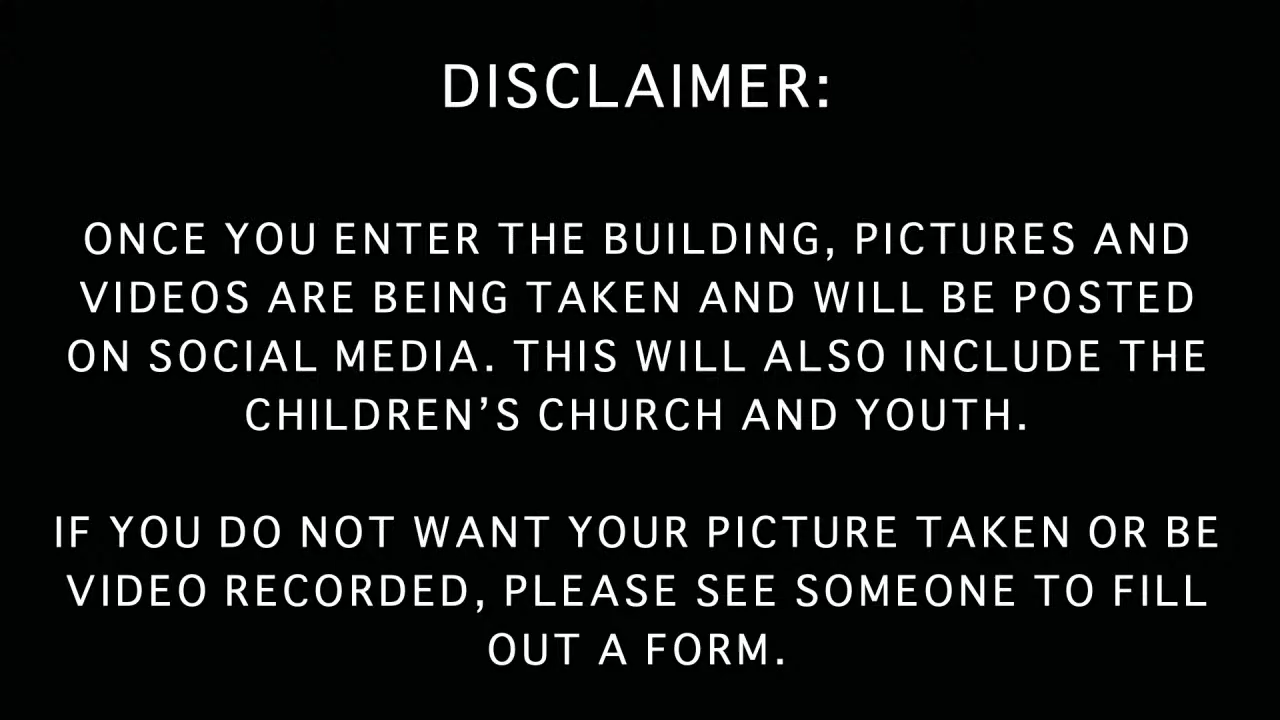 DISCLAIMER:
ONCE YOU ENTER THE BUILDING, PICTURES AND
VIDEOS ARE BEING TAKEN AND WILL BE POSTED
ON SOCIAL MEDIA. THIS WILL ALSO INCLUDE THE
CHILDREN’S CHURCH AND YOUTH.
IF YOU DO NOT WANT YOUR PICTURE TAKEN OR BE
VIDEO RECORDED, PLEASE SEE SOMEONE TO FILL
OUT A FORM.